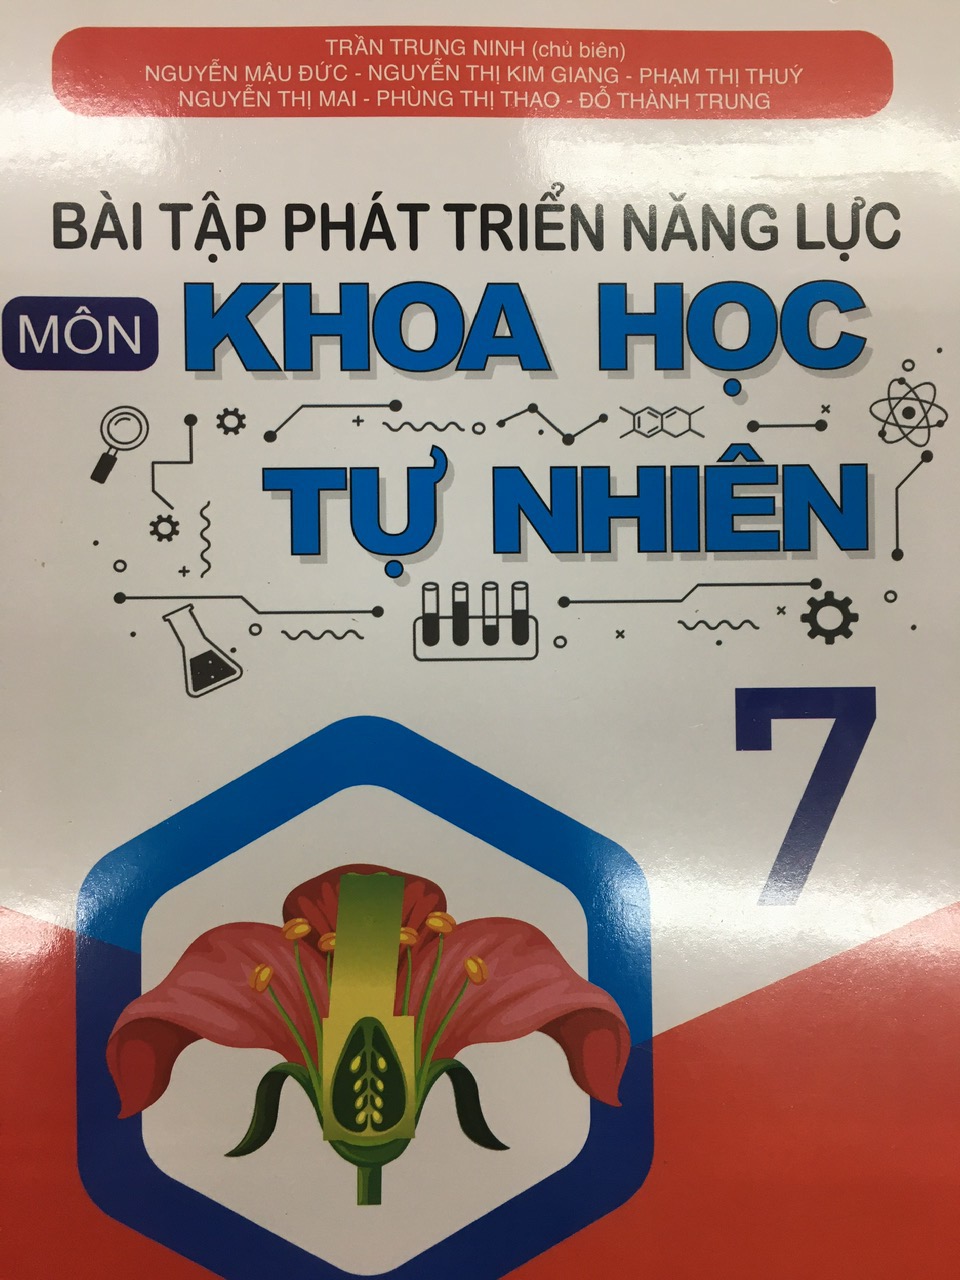 TRẦN TRUNG NINH (chủ biên)
NGUYỄN MẬU ĐỨC - NGUYỄN THỊ KIM GIANG - PHẠM THỊ THUÝ
NGUYỄN THỊ MAI - PHÙNG THỊ THẠO - ĐỖ THÀNH TRUNG
BÀI TẬP PHÁT TRIỂN NĂNG LỰC
MÔN KHOA HỌC
TỰ NHIÊN
7